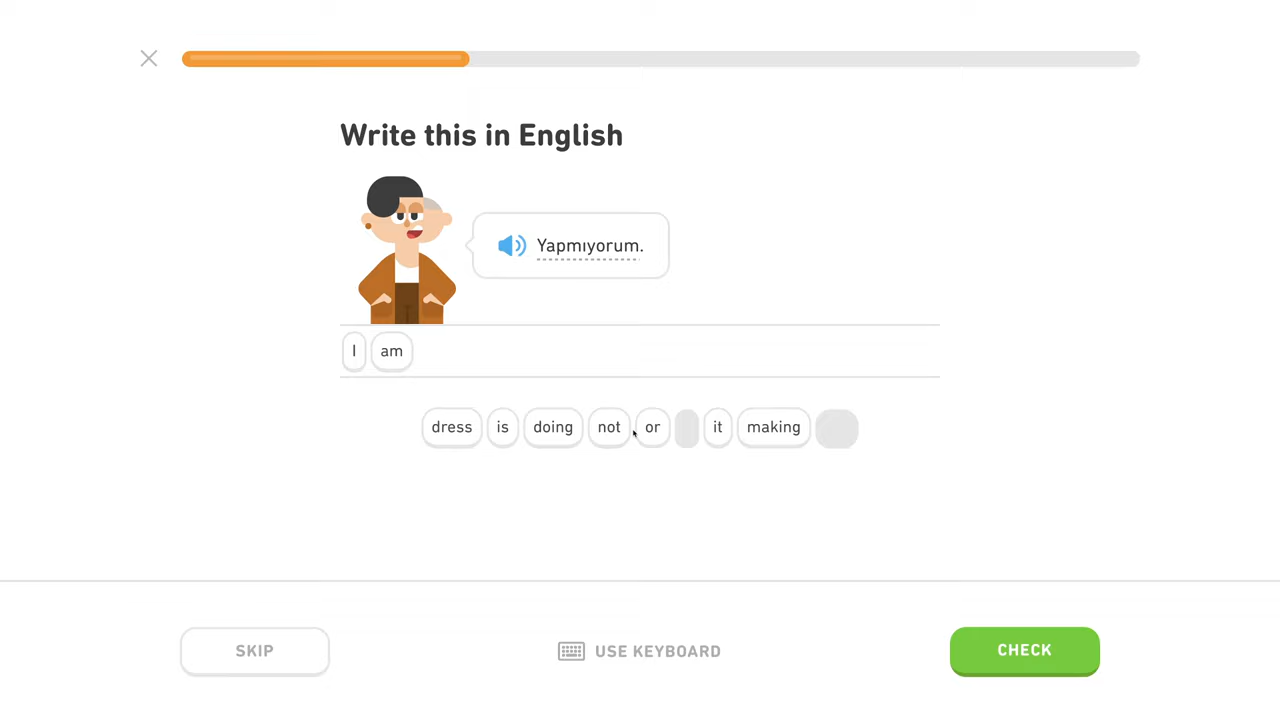 Write this in English
Yapmıyorum.
I am
dress is doing not or it making
SKIP USE KEYBOARD CHECK